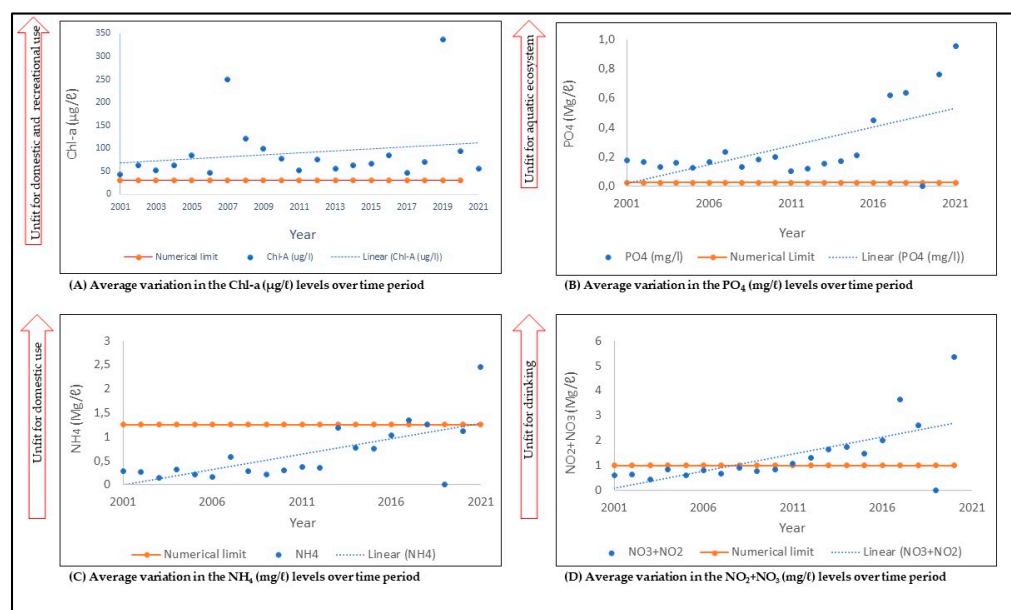 Unfit for domestic and recreational use
350
300
250
200
150
100
50
0
Chl-a (µg/ℓ)
2001 2003 2005 2007 2009 2011 2013 2015 2017 2019 2021
Year
Numerical limit Chl-A (ug/l) Linear (Chl-A (ug/l))
(A) Average variation in the Chl-a (µg/ℓ) levels over time period
Unfit for aquatic ecosystem
1,0
0,8
0,6
0,4
0,2
0,0
PO4 (Mg/ℓ)
2001 2006 2011 2016 2021
Year
PO4 (mg/l) Numerical Limit Linear (PO4 (mg/l))
(B) Average variation in the PO₄ (mg/ℓ) levels over time period
Unfit for domestic use
3
2,5
2
1,5
1
0,5
0
NH4 (Mg/ℓ)
2001 2006 2011 2016 2021
Year
Numerical limit NH4 Linear (NH4)
(C) Average variation in the NH₄ (mg/ℓ) levels over time period
Unfit for drinking
6
5
4
3
2
1
0
NO2+NO3 (Mg/ℓ)
2001 2006 2011 2016 2021
Year
NO3+NO2 Numerical limit Linear (NO3+NO2)
(D) Average variation in the NO₂+NO₃ (mg/ℓ) levels over time period